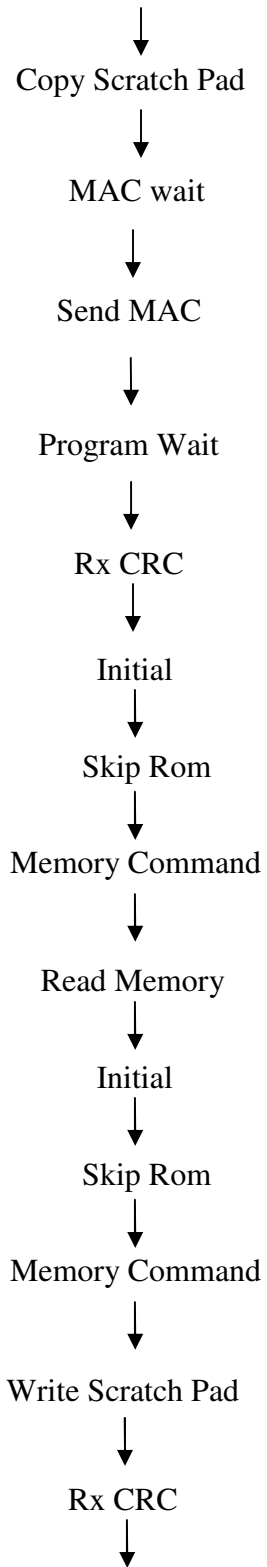 Copy Scratch Pad
MAC wait
Send MAC
Program Wait
Rx CRC
Initial
Skip Rom
Memory Command
Read Memory
Initial
Skip Rom
Memory Command
Write Scratch Pad
Rx CRC